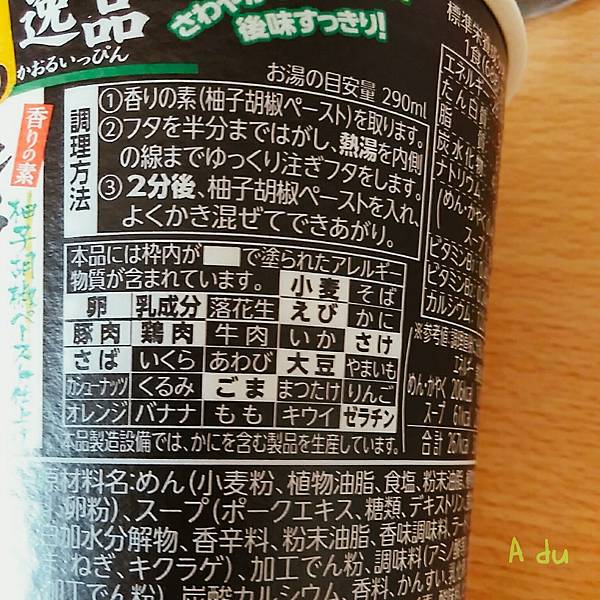 逸品
さわやか
後味すっきり!
かおるいっぴん
お湯の目安量 290ml
香りの素
調理方法
①香りの素(柚子胡椒ペースト)を取ります。
②フタを半分まではがし、熱湯を内側
の線までゆっくり注ぎフタをします。
③2分後、柚子胡椒ペーストを入れ、
よくかき混ぜてできあがり。
本品には枠内が で塗られたアレルギー
物質が含まれています。 小麦 そば
卵 乳成分 落花生 えび かに
豚肉 鶏肉 牛肉 いか さけ
さば いくら あわび 大豆 やまいも
カシューナッツ くるみ ごま まつたけ りんご
オレンジ バナナ もも キウイ ゼラチン
本品製造設備では、かにを含む製品を生産しています。
標準栄養
1食
エネルギー
たん白質
脂質
炭水化物
ナトリウム
(めん・かやく
スープ
ビタミンB1
ビタミンB2
カルシウム
※参考値
めん・かやく
スープ
合計
原材料名:めん(小麦粉、植物油脂、食塩、粉末油脂、
卵粉)、スープ(ポークエキス、糖類、デキストリン、
加水分解物、香辛料、粉末油脂、香味調味料、
ねぎ、キクラゲ)、加工でん粉、調味料(アミノ
加工でん粉)、炭酸カルシウム、香料、かんすい、
A du